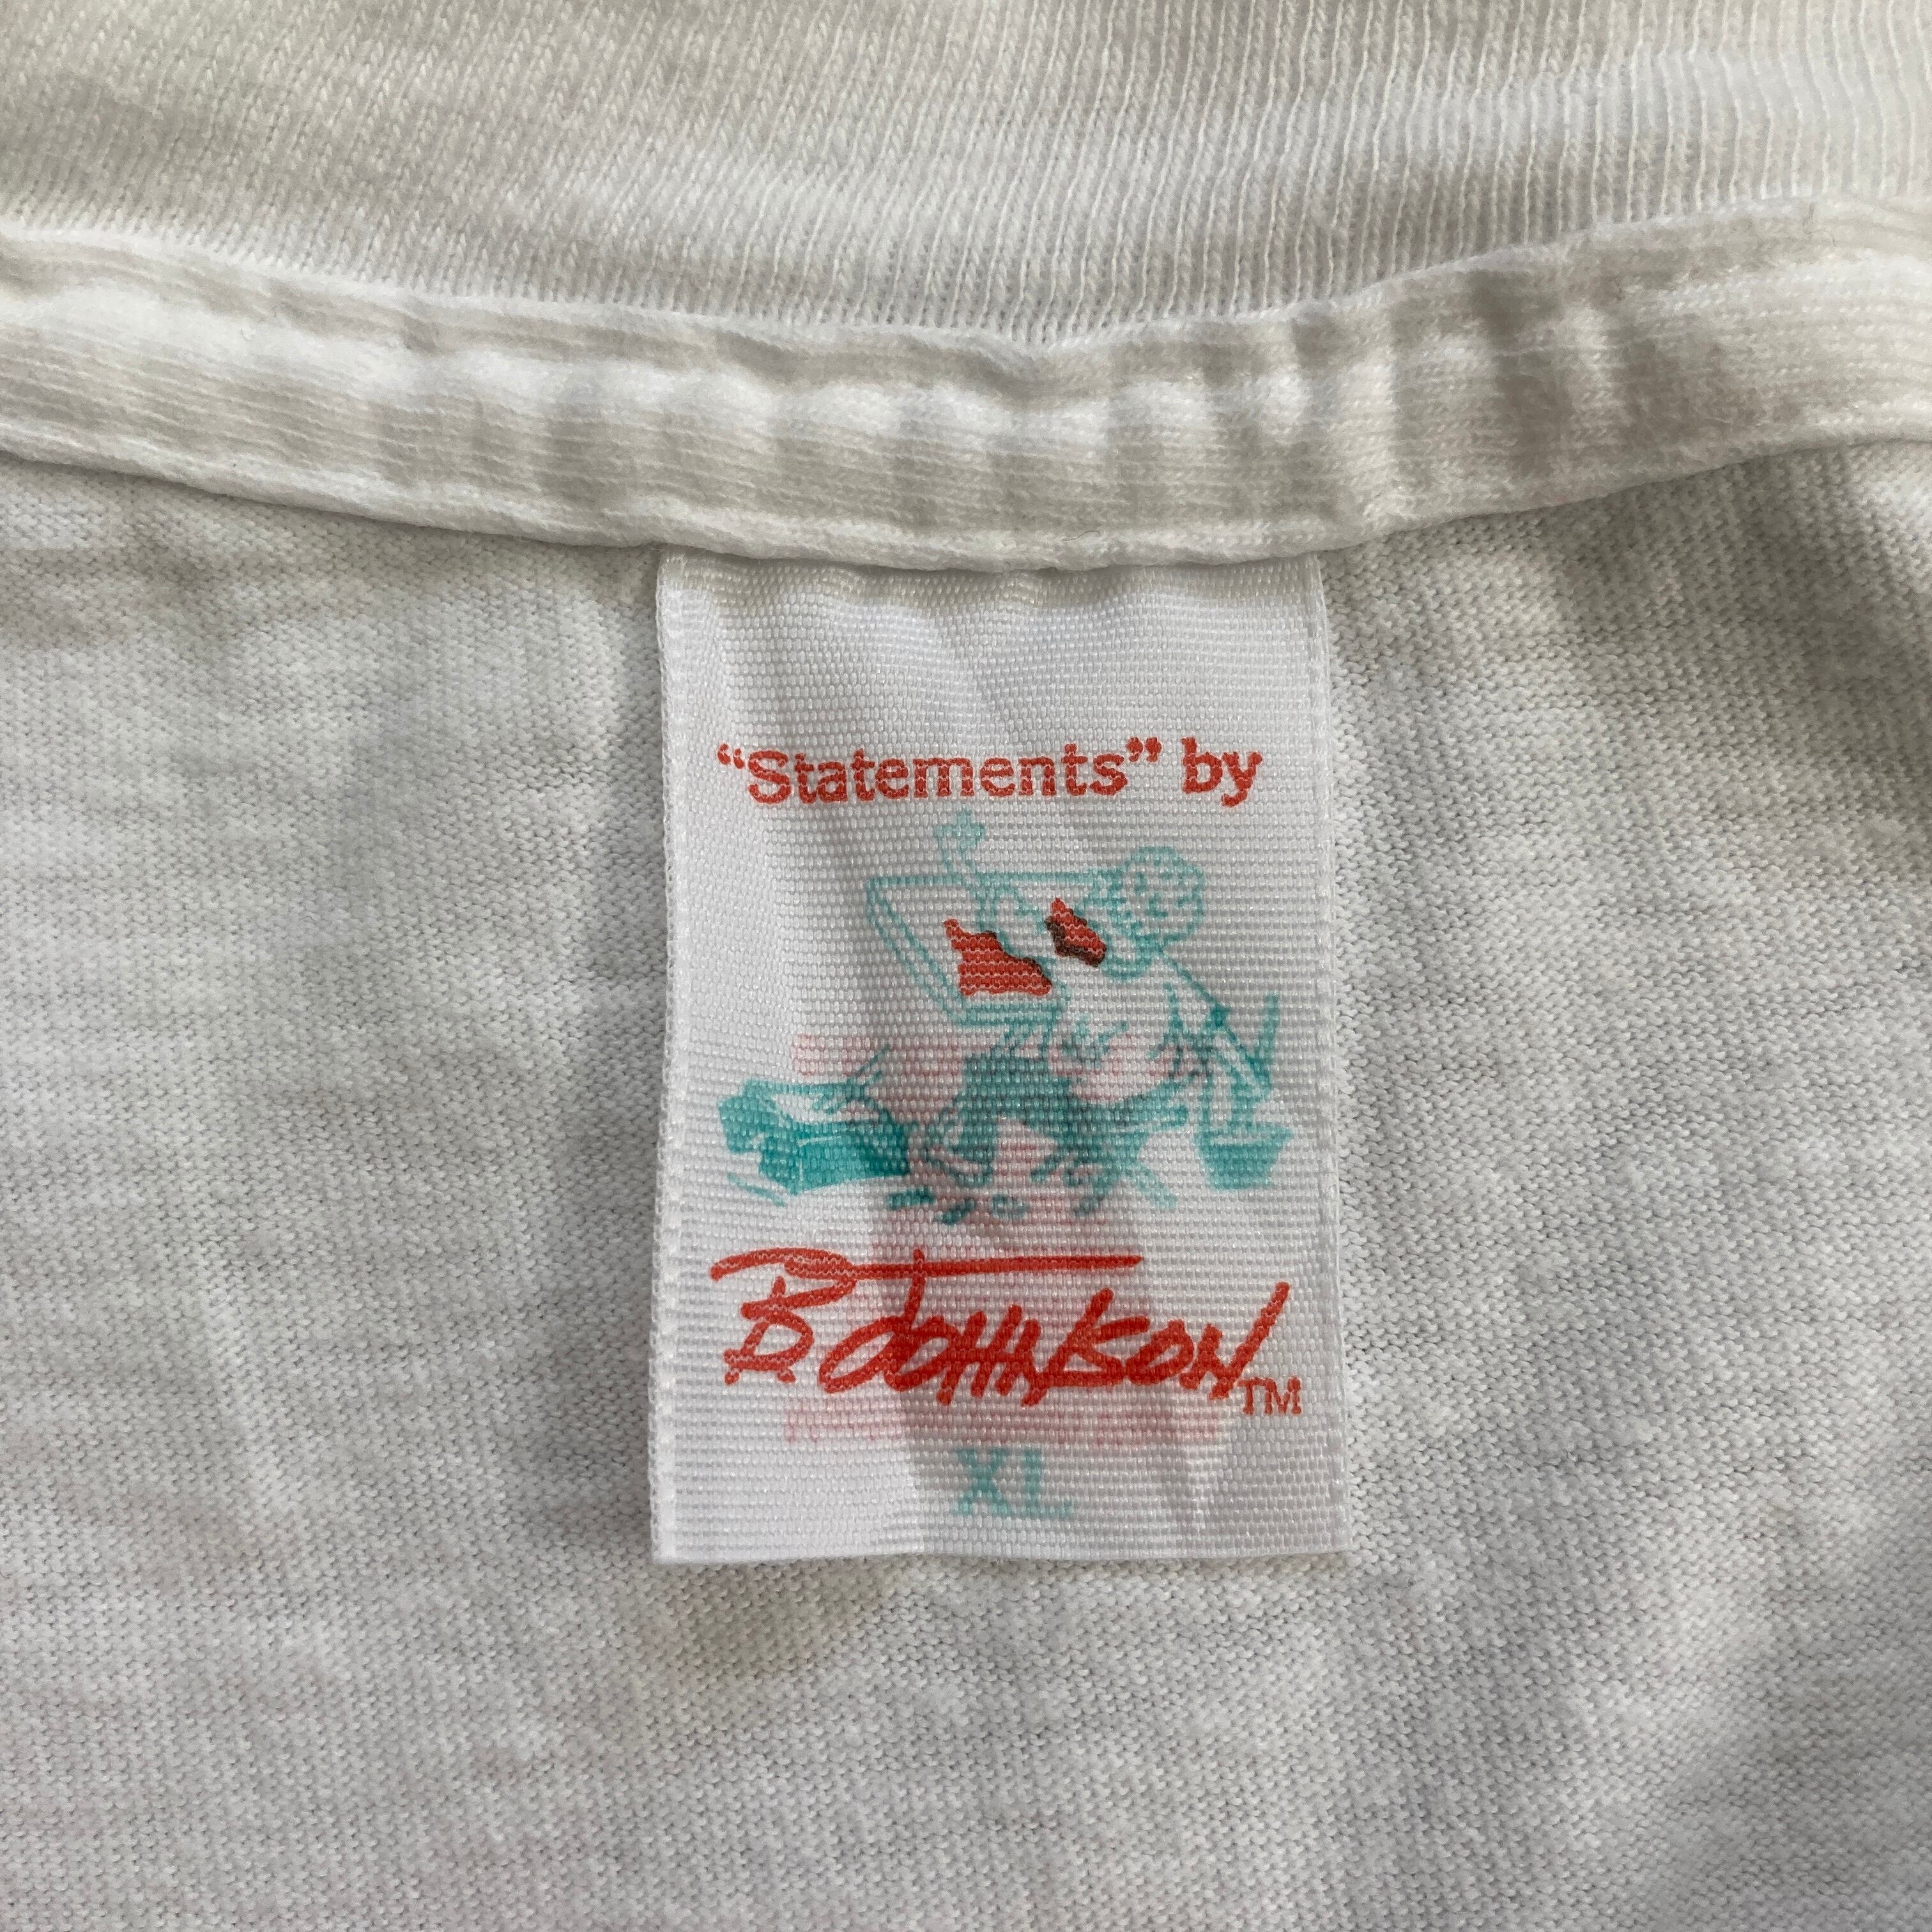 “Statements” by
B JOHNSON TM
XL